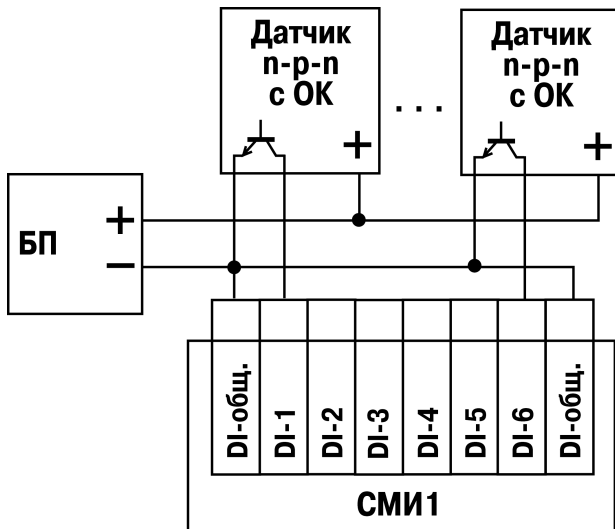 Датчик
n-p-n
с ОК
+
. . .
Датчик
n-p-n
с ОК
+
БП
+
−
DI-общ.
DI-1
DI-2
DI-3
DI-4
DI-5
DI-6
DI-общ.
СМИ1